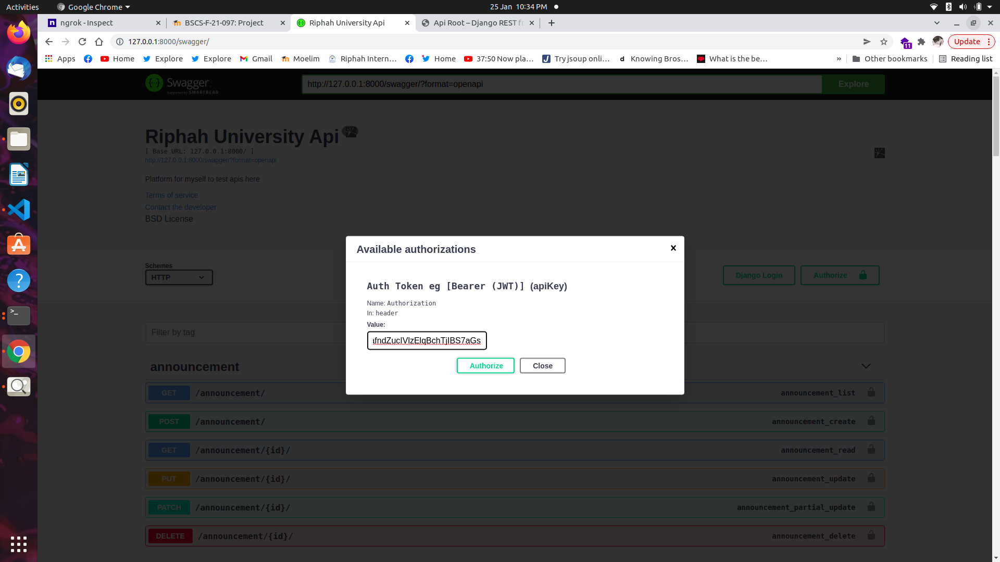 Activities
Google Chrome
25 Jan 10:34 PM
ngrok - Inspect
BSCS-F-21-097: Project
Riphah University Api
Api Root – Django REST fr
127.0.0.1:8000/swagger/
11
Update
Apps
Home
Explore
Explore
Gmail
Moelim
Riphah Intern…
Home
37:50 Now pla…
Try jsoup onli…
Knowing Bros…
What is the be…
»
Other bookmarks
Reading list
Swagger
Supported by SMARTBEAR
http://127.0.0.1:8000/swagger/?format=openapi
Explore
Riphah University Api
[ Base URL: 127.0.0.1:8000/ ]
http://127.0.0.1:8000/swagger/?format=openapi
Platform for myself to test apis here
Terms of service
Contact the developer
BSD License
Available authorizations
Schemes
HTTP
Django Login
Authorize
Auth Token eg [Bearer (JWT)] (apiKey)
Name: Authorization
In: header
Value:
Filter by tag
Authorize
Close
announcement
GET /announcement/ announcement_list
POST /announcement/ announcement_create
GET /announcement/{id}/ announcement_read
PUT /announcement/{id}/ announcement_update
PATCH /announcement/{id}/ announcement_partial_update
DELETE /announcement/{id}/ announcement_delete